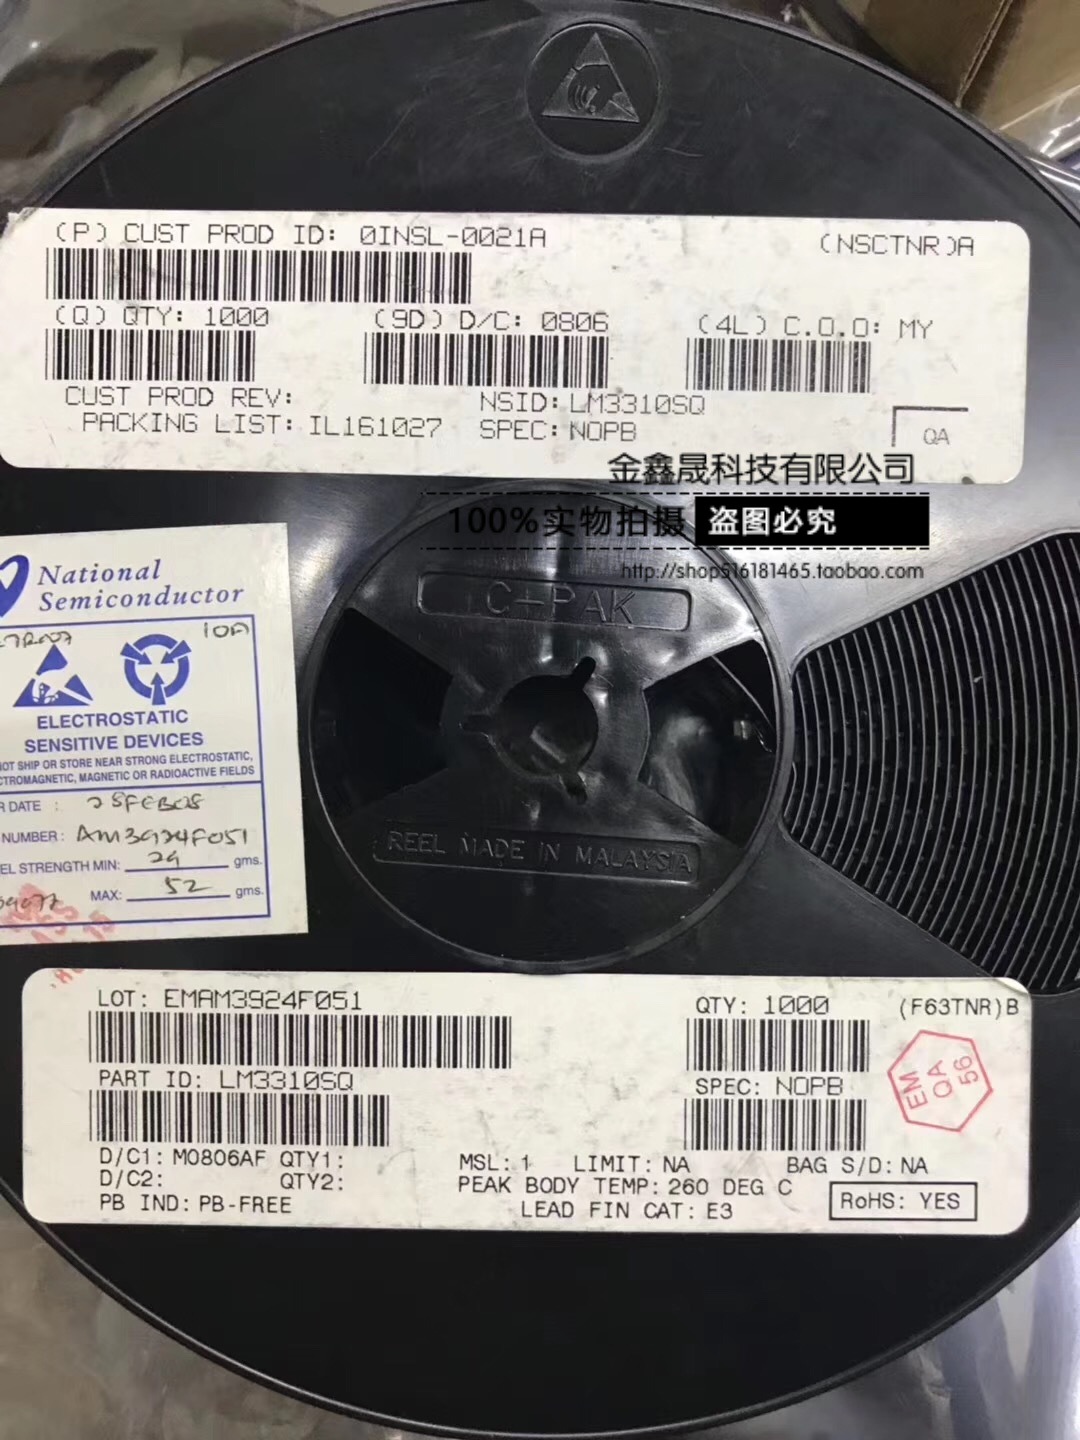 (P) CUST PROD ID: 0INSL-0021A
(NSCTNR)A
(Q) QTY: 1000
(9D) D/C: 0806
(4L) C.O.O: MY
CUST PROD REV:
NSID: LM3310SQ
PACKING LIST: IL161027
SPEC: NOPB
QA
金鑫晟科技有限公司
100%实物拍摄 盗图必究
http://shop516181465.taobao.com
National
Semiconductor
10A
ELECTROSTATIC
SENSITIVE DEVICES
OT SHIP OR STORE NEAR STRONG ELECTROSTATIC,
TROMAGNETIC, MAGNETIC OR RADIOACTIVE FIELDS
R DATE : 25FEB08
NUMBER: AM3924F051
EL STRENGTH MIN: 29 gms.
MAX: 52 gms.
C-PAK
REEL MADE IN MALAYSIA
LOT: EMAM3924F051
QTY: 1000
(F63TNR)B
PART ID: LM3310SQ
SPEC: NOPB
EM
QA
56
D/C1: M0806AF QTY1:
MSL: 1 LIMIT: NA BAG S/D: NA
D/C2: QTY2:
PEAK BODY TEMP: 260 DEG C
PB IND: PB-FREE
LEAD FIN CAT: E3
RoHS: YES